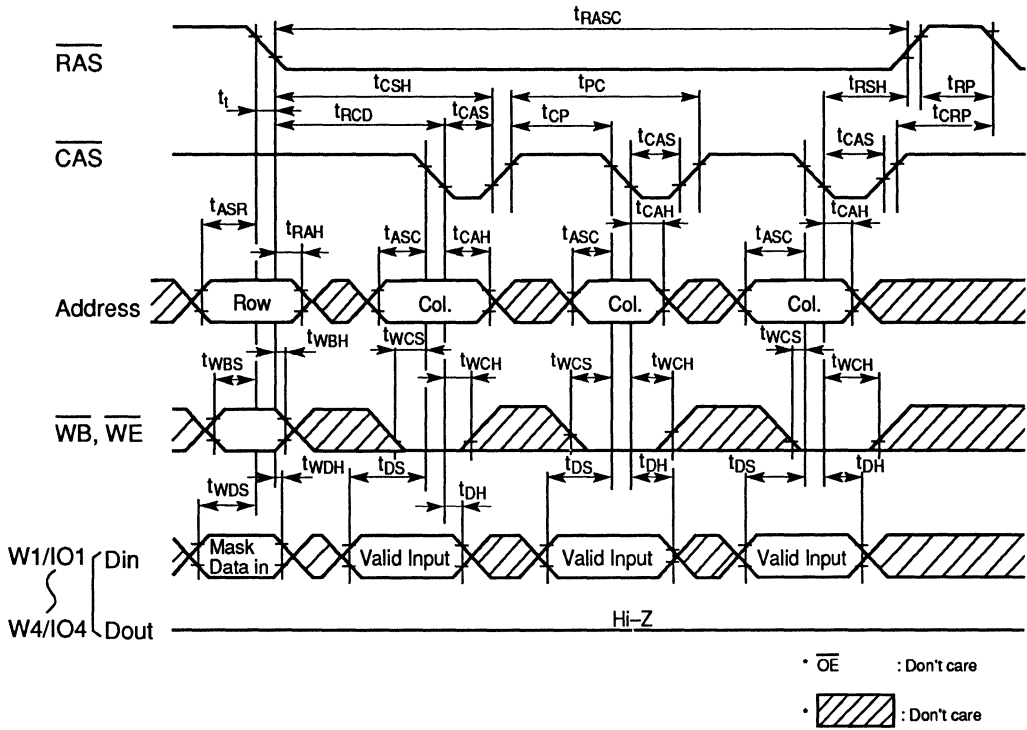 tRASC
RAS
tCSH tPC tRSH tRP
tt
tRCD tCAS tCP tCRP
CAS tCAS tCAS
tASR tRAH tASC tCAH tASC tCAH tASC tCAH
Address Row Col. Col. Col.
tWBS tWBH tWCS tWCH tWCS tWCH tWCS tWCH
WB, WE
tWDS tWDH tDS tDH tDS tDH tDS tDH
W1/IO1 Din Mask Data in Valid Input Valid Input Valid Input
W4/IO4 Dout Hi–Z
* OE : Don't care
* : Don't care